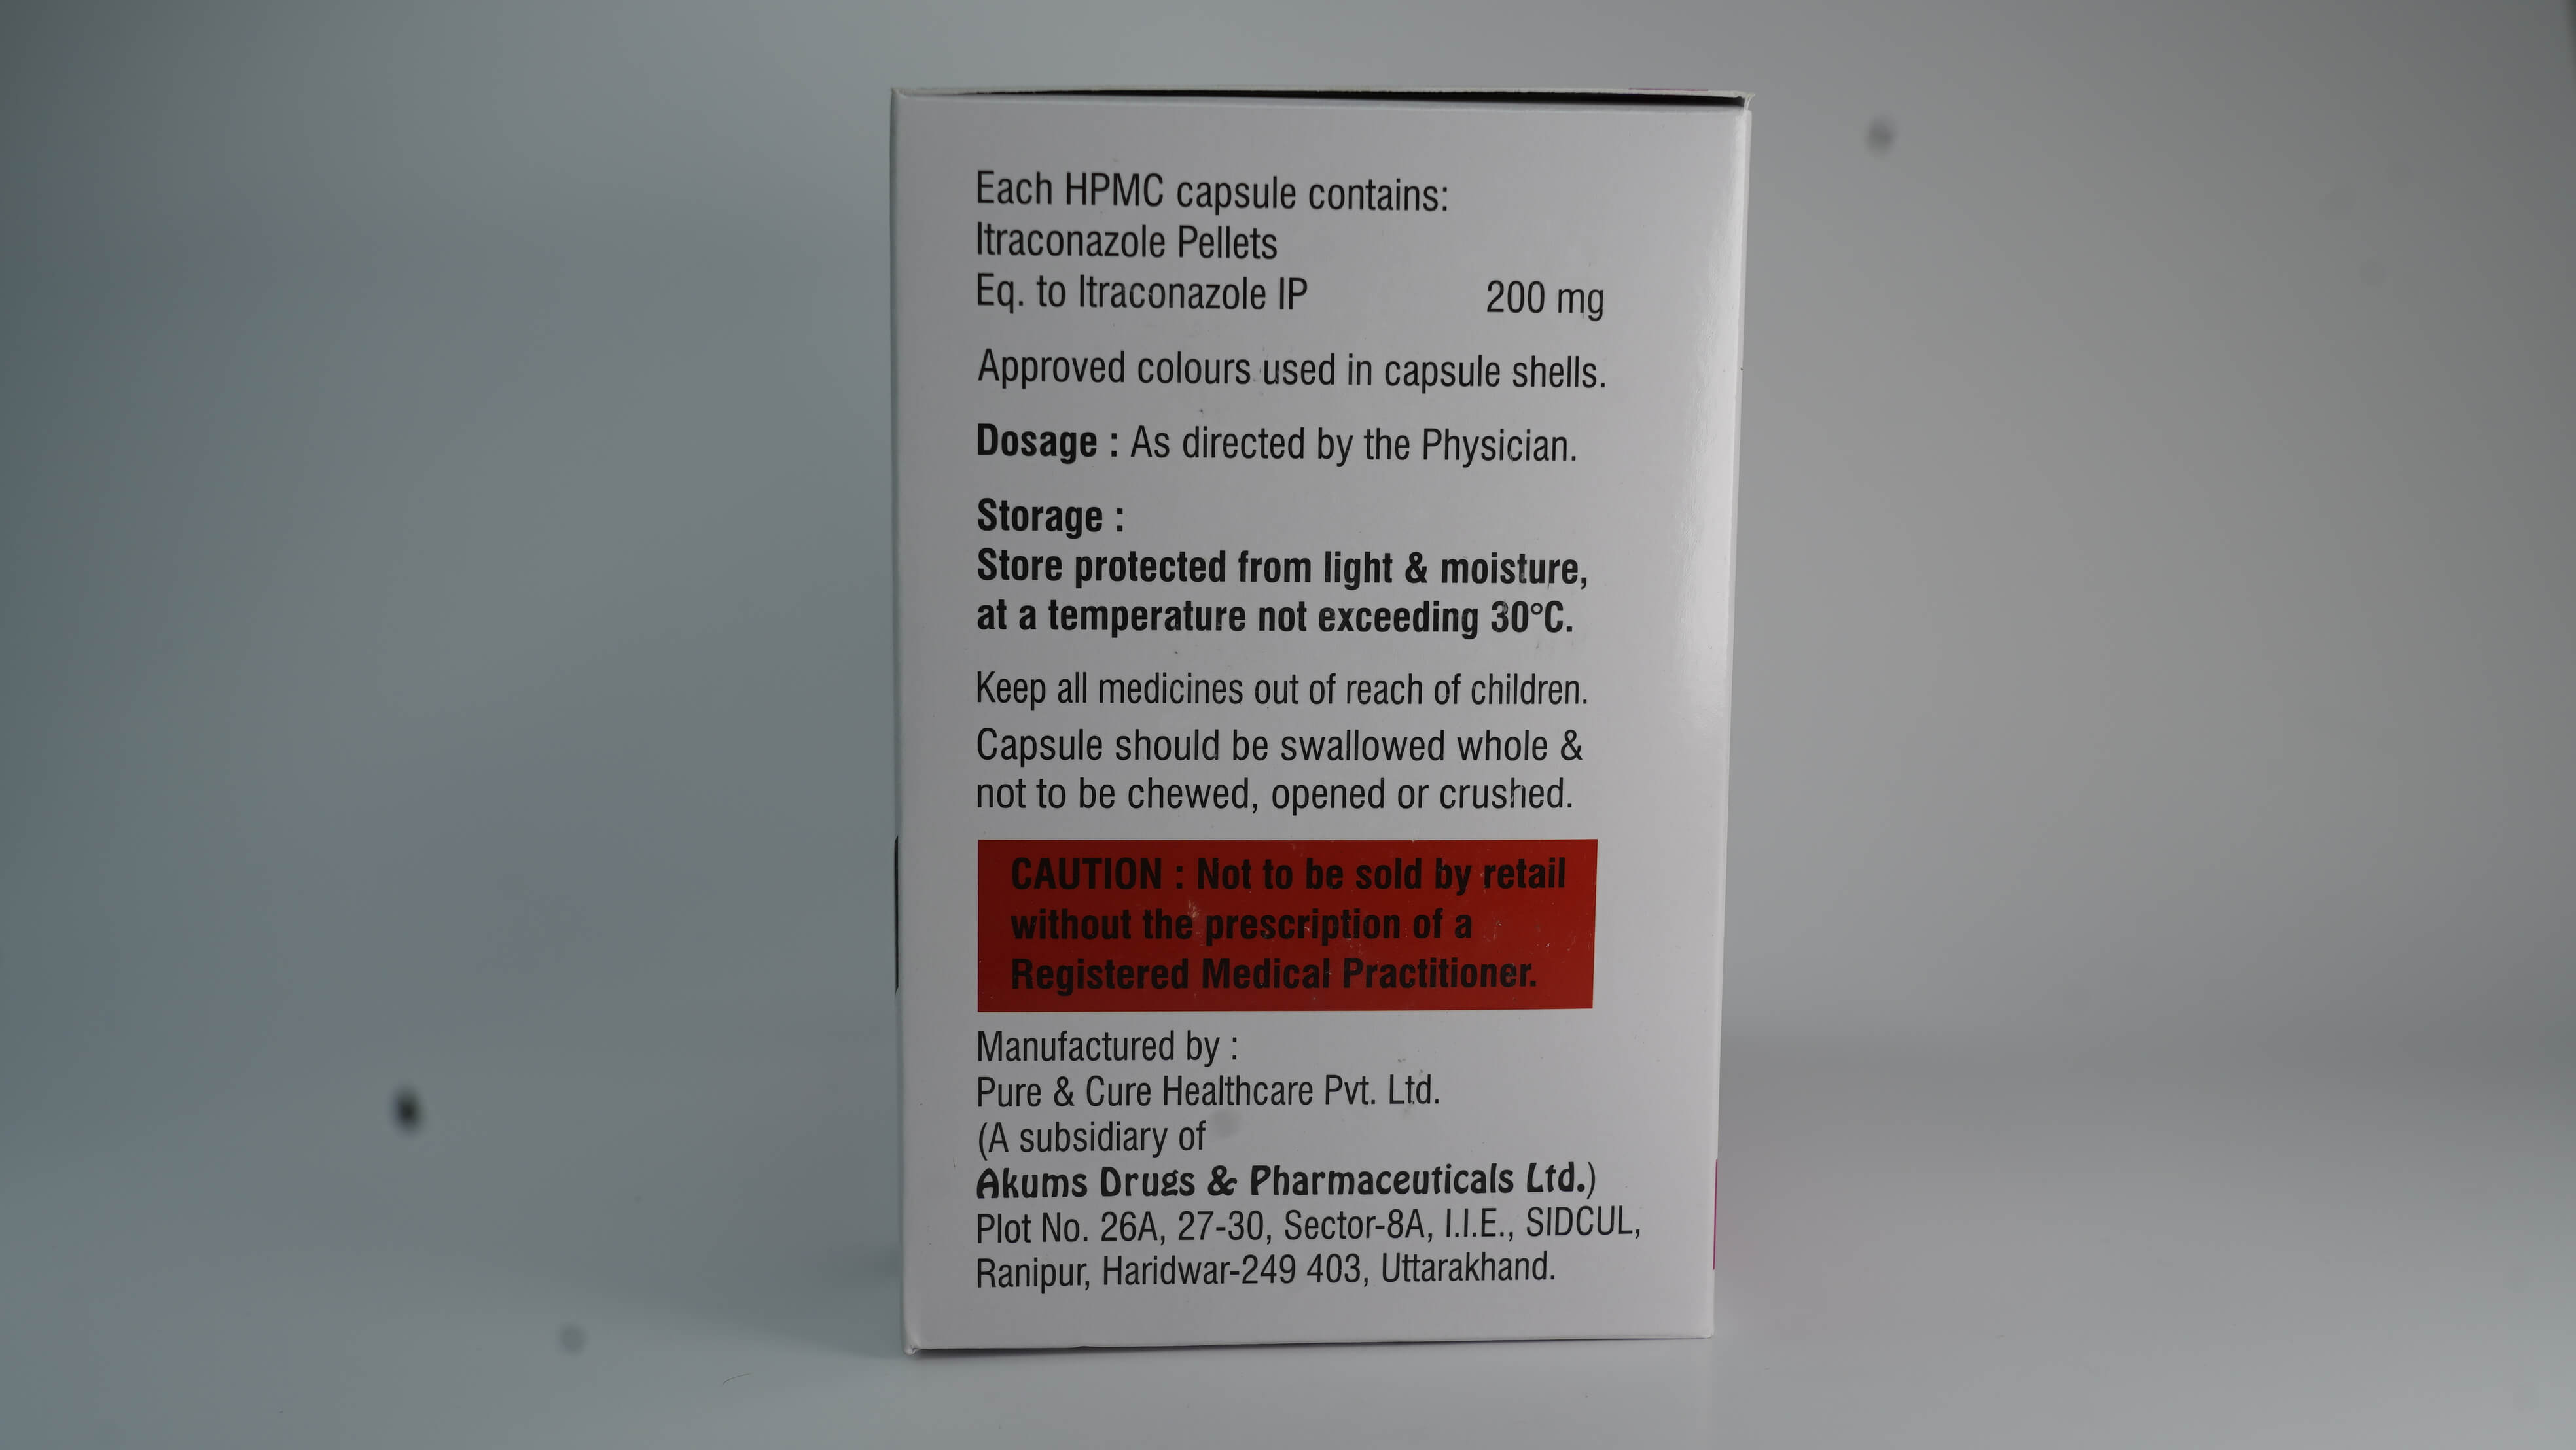 Each HPMC capsule contains:
Itraconazole Pellets
Eq. to Itraconazole IP 200 mg
Approved colours used in capsule shells.
Dosage : As directed by the Physician.
Storage :
Store protected from light & moisture,
at a temperature not exceeding 30°C.
Keep all medicines out of reach of children.
Capsule should be swallowed whole &
not to be chewed, opened or crushed.
CAUTION : Not to be sold by retail
without the prescription of a
Registered Medical Practitioner.
Manufactured by :
Pure & Cure Healthcare Pvt. Ltd.
(A subsidiary of
Akums Drugs & Pharmaceuticals Ltd.)
Plot No. 26A, 27-30, Sector-8A, I.I.E., SIDCUL,
Ranipur, Haridwar-249 403, Uttarakhand.